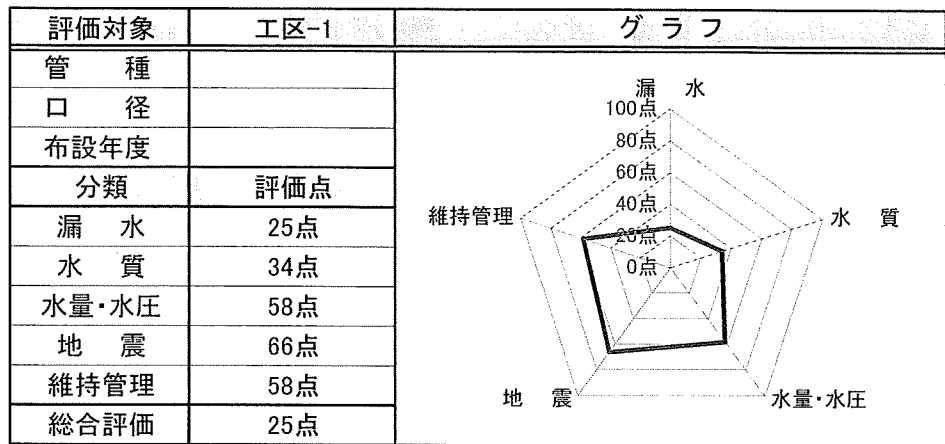 評価対象 工区-1 グラフ
管 種
口 径
布設年度
分類 評価点
漏 水 25点
水 質 34点
水量・水圧 58点
地 震 66点
維持管理 58点
総合評価 25点
漏 水
100点
80点
60点
40点
20点
0点
維持管理
水 質
地 震
水量・水圧